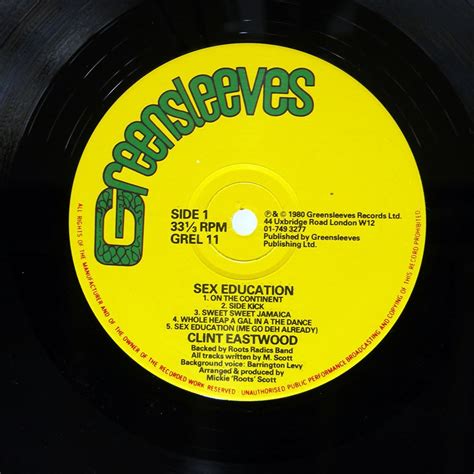 Greensleeves
SIDE 1
33⅓ RPM
GREL 11
℗ & © 1980 Greensleeves Records Ltd.
44 Uxbridge Road London W12
01-749 3277
Published by Greensleeves
Publishing Ltd.
SEX EDUCATION
1. ON THE CONTINENT
2. SIDE KICK
3. SWEET SWEET JAMAICA
4. WHOLE HEAP A GAL IN A THE DANCE
5. SEX EDUCATION (ME GO DEH ALREADY)
CLINT EASTWOOD
Backed by Roots Radics Band
All tracks written by M. Scott
Background voice: Barrington Levy
Arranged & produced by
Mickie 'Roots' Scott
ALL RIGHTS OF THE MANUFACTURER AND OF THE OWNER OF THE RECORDED WORK RESERVED! UNAUTHORISED PUBLIC PERFORMANCE BROADCASTING AND COPYING OF THIS RECORD PROHIBITED